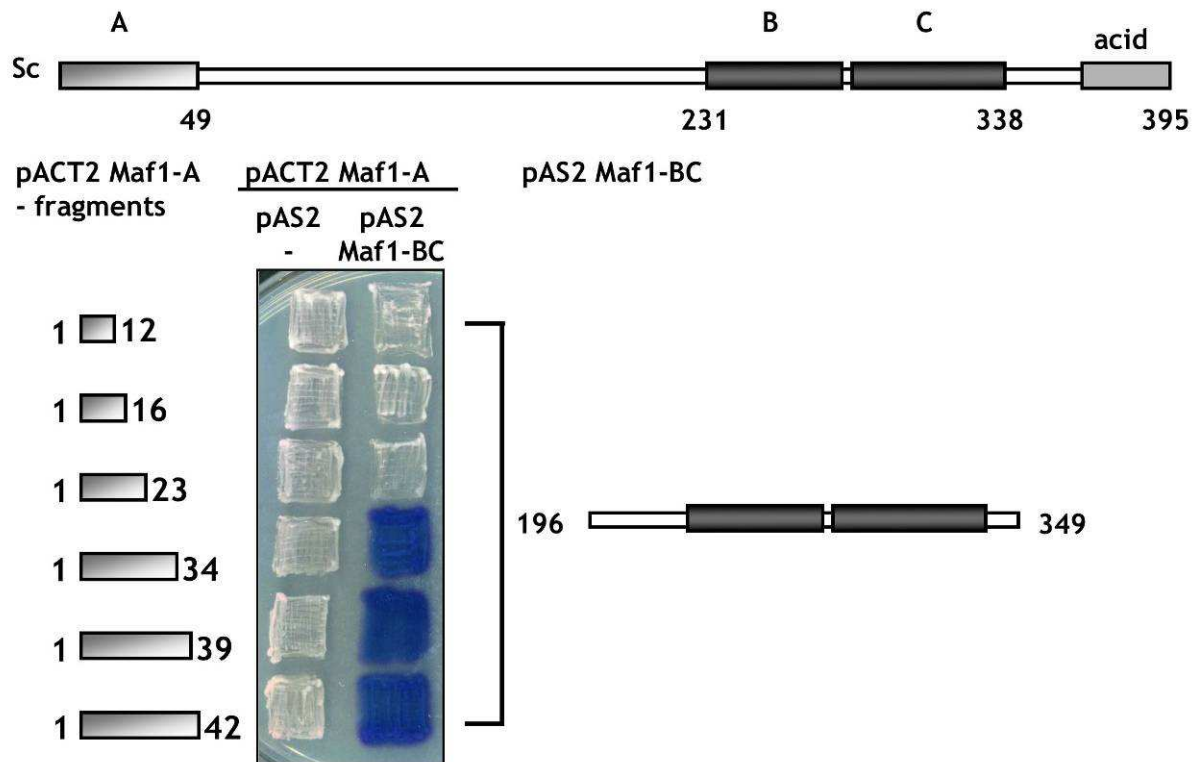 A B C acid
Sc
49 231 338 395
pACT2 Maf1-A
- fragments
pACT2 Maf1-A
pAS2 pAS2
- Maf1-BC
pAS2 Maf1-BC
1 12
1 16
1 23
1 34
1 39
1 42
196 349